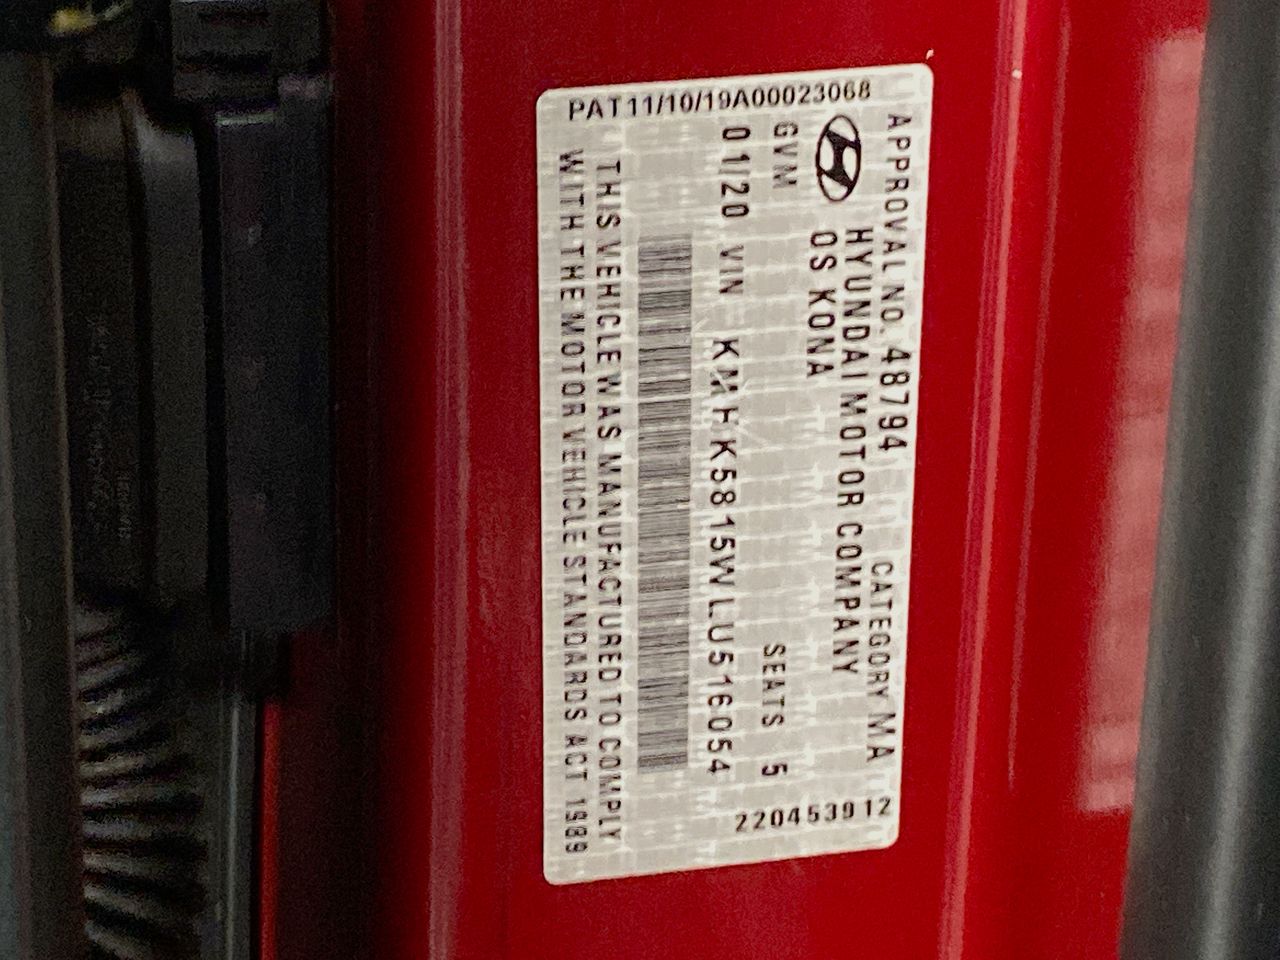 APPROVAL NO. 48794 CATEGORY MA
HYUNDAI MOTOR COMPANY
OS KONA
GVM SEATS 5
01/20 VIN KMHK5815WLU516054
THIS VEHICLE WAS MANUFACTURED TO COMPLY
WITH THE MOTOR VEHICLE STANDARDS ACT 1989
PAT11/10/19A00023068
220453912